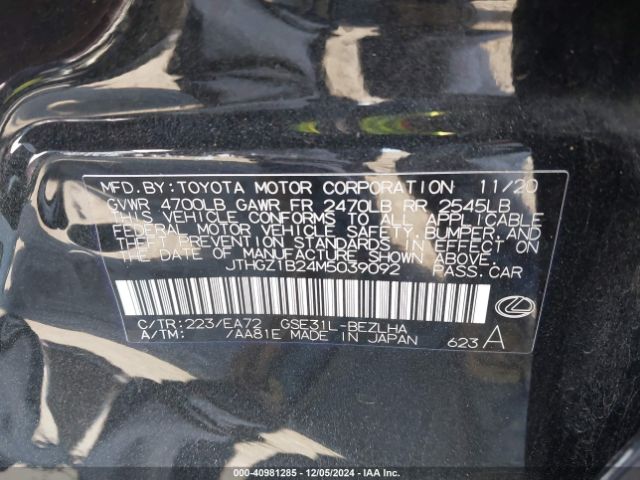 MFD.BY:TOYOTA MOTOR CORPORATION 11/20
GVWR 4700LB GAWR FR 2470LB RR 2545LB
THIS VEHICLE CONFORMS TO ALL APPLICABLE
FEDERAL MOTOR VEHICLE SAFETY, BUMPER, AND
THEFT PREVENTION STANDARDS IN EFFECT ON
THE DATE OF MANUFACTURE SHOWN ABOVE.
JTHGZ1B24M5039092 PASS.CAR
C/TR:223/EA72 GSE31L-BEZLHA
A/TM: -/AA81E MADE IN JAPAN 623 A
000-40981285 - 12/05/2024 - IAA Inc.